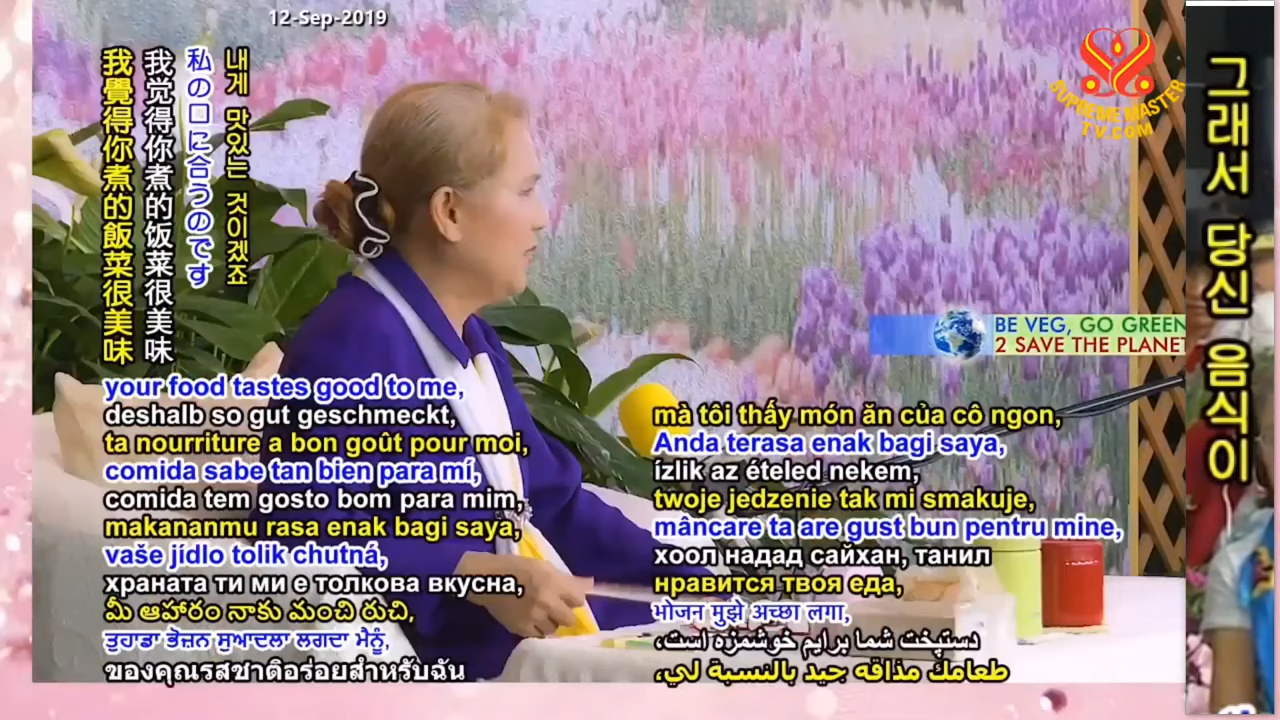 12-Sep-2019
SUPREME MASTER
TV.COM
我覺得你煮的飯菜很美味
我觉得你煮的饭菜很美味
私の口に合うのです
내게 맛있는 것이겠죠
그래서 당신 음식이
BE VEG, GO GREEN
2 SAVE THE PLANET
your food tastes good to me,
deshalb so gut geschmeckt,
ta nourriture a bon goût pour moi,
comida sabe tan bien para mí,
comida tem gosto bom para mim,
makananmu rasa enak bagi saya,
vaše jídlo tolik chutná,
храната ти ми е толкова вкусна,
మీ ఆహారం నాకు మంచి రుచి,
ਤੁਹਾਡਾ ਭੋਜ਼ਨ ਸੁਆਦਲਾ ਲਗਦਾ ਮੈਨੂੰ,
ของคุณรสชาติอร่อยสำหรับฉัน
mà tôi thấy món ăn của cô ngon,
Anda terasa enak bagi saya,
ízlik az ételed nekem,
twoje jedzenie tak mi smakuje,
mâncare ta are gust bun pentru mine,
хоол надад сайхан, танил
нравится твоя еда,
भोजन मुझे अच्छा लगा,
دستپخت شما برایم خوشمزه است،
طعامك مذاقه جيد بالنسبة لي،